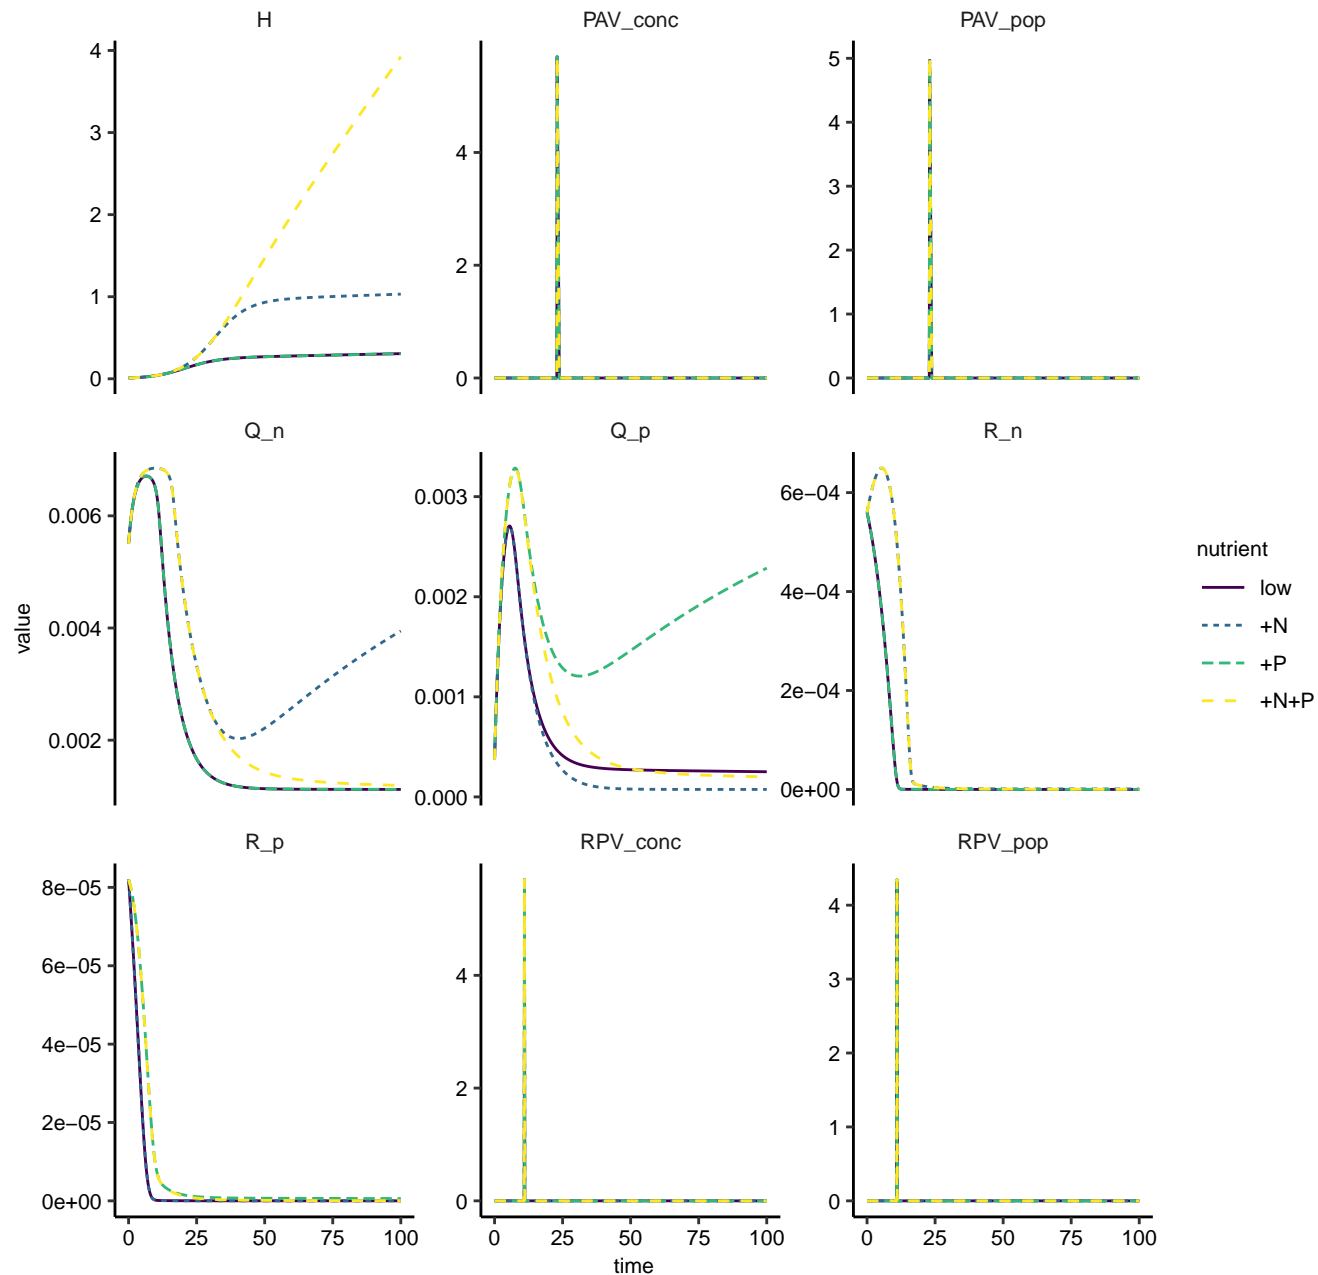 H
PAV_conc
PAV_pop
4
3
2
1
0
4
2
0
5
4
3
2
1
0
Q_n
Q_p
R_n
0.006
0.004
0.002
0.003
0.002
0.001
0.000
6e−04
4e−04
2e−04
0e+00
value
nutrient
low
+N
+P
+N+P
R_p
RPV_conc
RPV_pop
8e−05
6e−05
4e−05
2e−05
0e+00
4
2
0
4
3
2
1
0
0 25 50 75 100
0 25 50 75 100
0 25 50 75 100
time